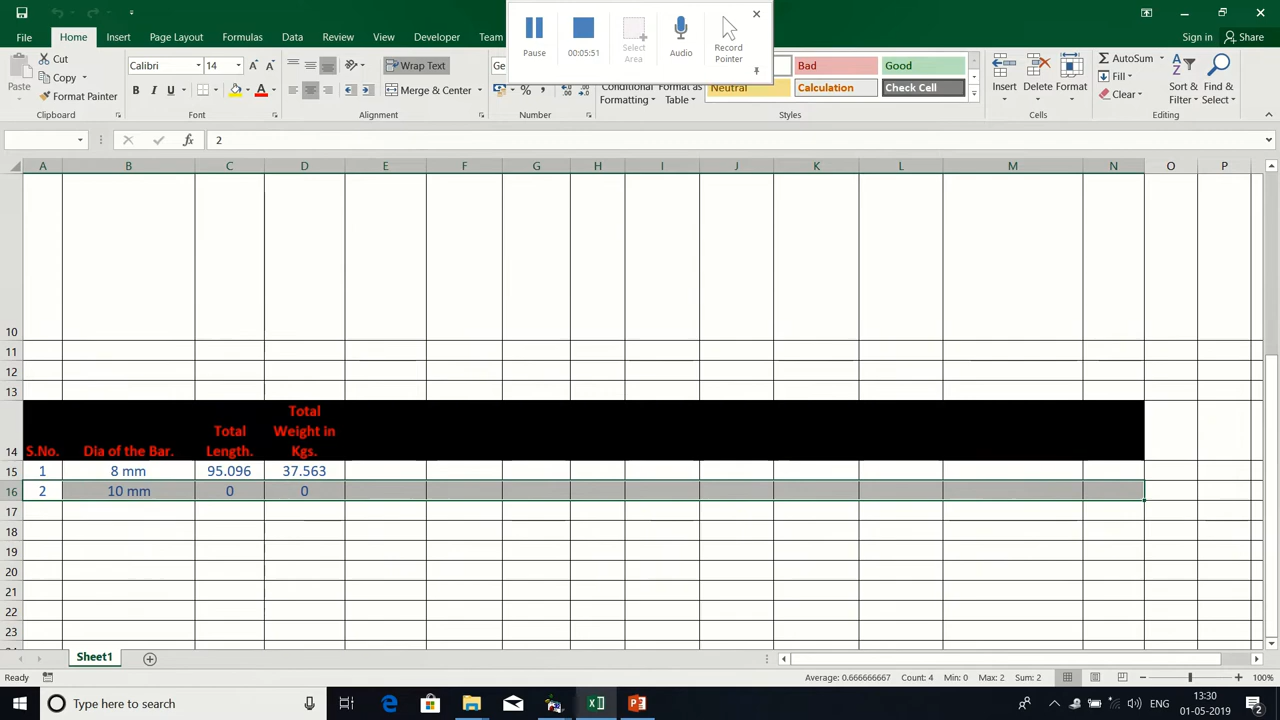 File Home Insert Page Layout Formulas Data Review View Developer Team
Pause 00:05:51 Select Area Audio Record Pointer
Sign in Share
Paste Cut Copy Format Painter
Calibri 14 Wrap Text
B I U A Merge & Center
% Conditional Formatting Format as Table
Bad Good
Neutral Calculation Check Cell
Insert Delete Format
AutoSum Fill Clear
Sort & Filter Find & Select
Clipboard Font Alignment Number Styles Cells Editing
fx 2
A B C D E F G H I J K L M N O P
10
11
12
13
14 S.No. Dia of the Bar. Total Length. Total Weight in Kgs.
15 1 8 mm 95.096 37.563
16 2 10 mm 0 0
17
18
19
20
21
22
23
Sheet1
Ready Average: 0.666666667 Count: 4 Min: 0 Max: 2 Sum: 2 100%
Type here to search
ENG 13:30
01-05-2019 2